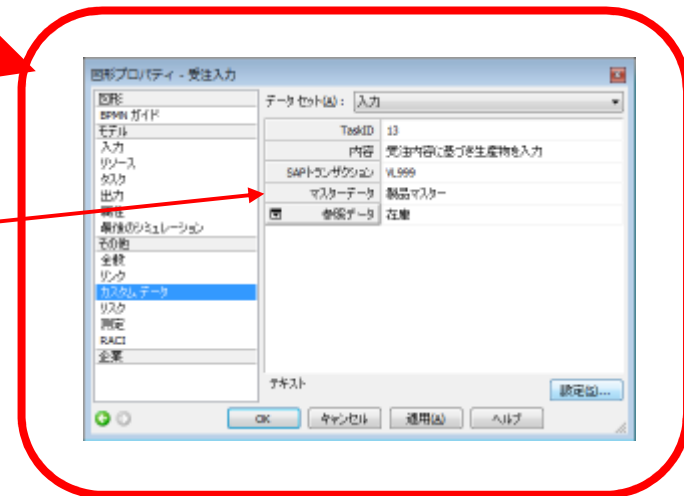 図形プロパティ - 受注入力
図形
BPMN ガイド
モデル
入力
リソース
タスク
出力
属性
最後のシミュレーション
その他
全般
リンク
カスタム データ
リスク
測定
RACI
企業
データ セット(A): 入力
TaskID 13
内容 受注内容に基づき生産物を入力
SAPトランザクション VL999
マスターデータ 製品マスター
参照データ 在庫
テキスト
設定(S)...
OK キャンセル 適用(A) ヘルプ